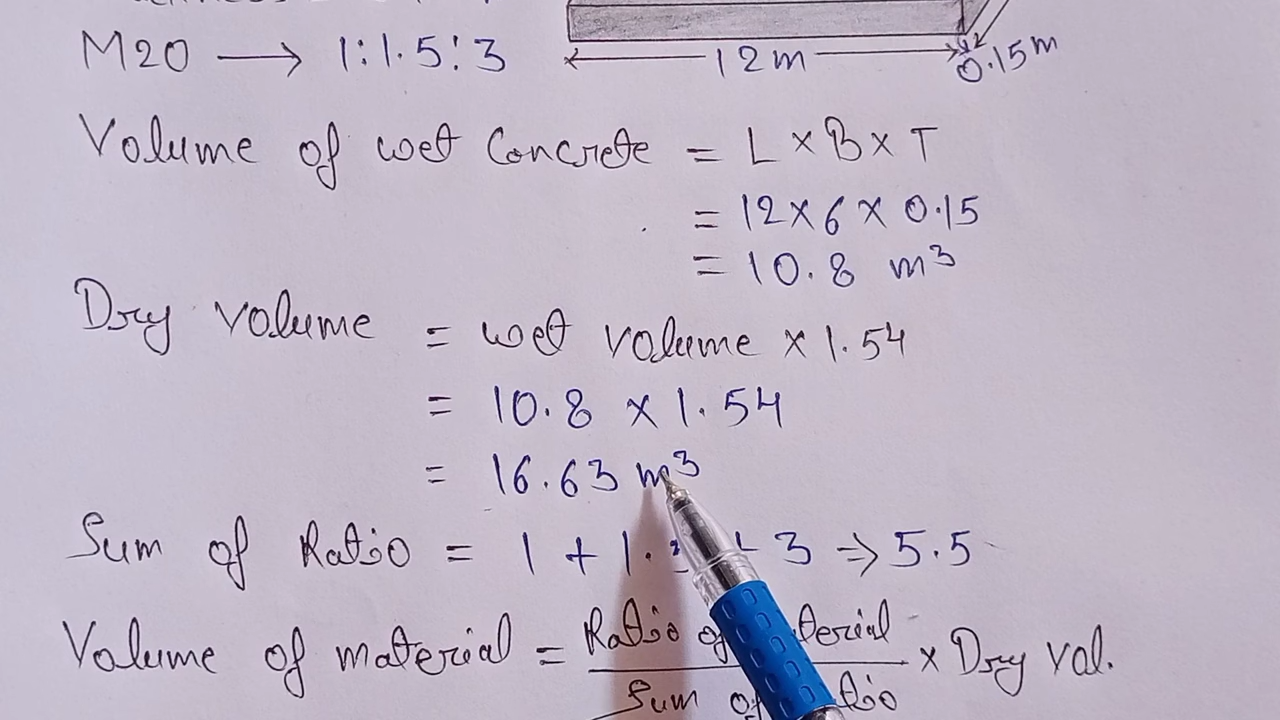 M20 → 1:1.5:3
12m
0.15m
Volume of wet Concrete = L × B × T
= 12 × 6 × 0.15
= 10.8 m³
Dry volume = wet volume × 1.54
= 10.8 × 1.54
= 16.63 m³
Sum of Ratio = 1 + 1. + 3 ⇒ 5.5
Volume of material = Ratio of × Dry vol.
Sum of